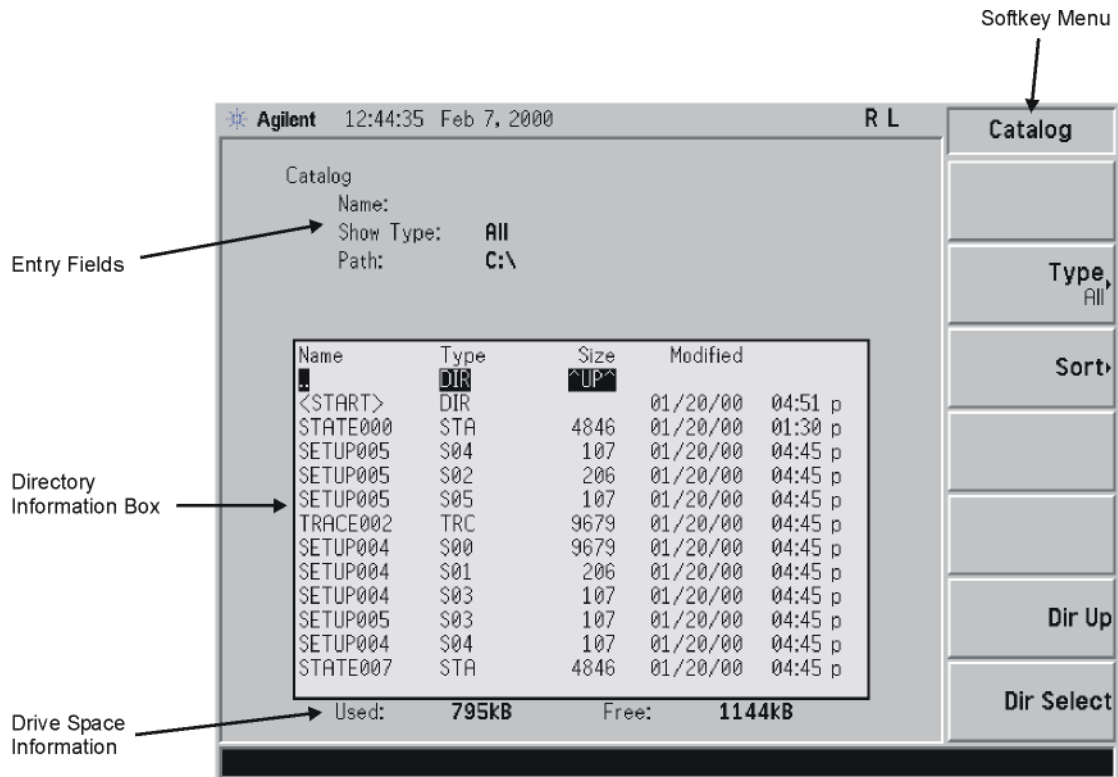 Softkey Menu
Agilent 12:44:35 Feb 7, 2000 R L
Catalog
Catalog
Name:
Show Type: All
Path: C:\
Entry Fields
Type
All
Sort
Name Type Size Modified
.. DIR ^UP^
<START> DIR 01/20/00 04:51 p
STATE000 STA 4846 01/20/00 01:30 p
SETUP005 S04 107 01/20/00 04:45 p
SETUP005 S02 206 01/20/00 04:45 p
SETUP005 S05 107 01/20/00 04:45 p
TRACE002 TRC 9679 01/20/00 04:45 p
SETUP004 S00 9679 01/20/00 04:45 p
SETUP004 S01 206 01/20/00 04:45 p
SETUP004 S03 107 01/20/00 04:45 p
SETUP005 S03 107 01/20/00 04:45 p
SETUP004 S04 107 01/20/00 04:45 p
STATE007 STA 4846 01/20/00 04:45 p
Directory
Information Box
Dir Up
Dir Select
Used: 795kB Free: 1144kB
Drive Space
Information